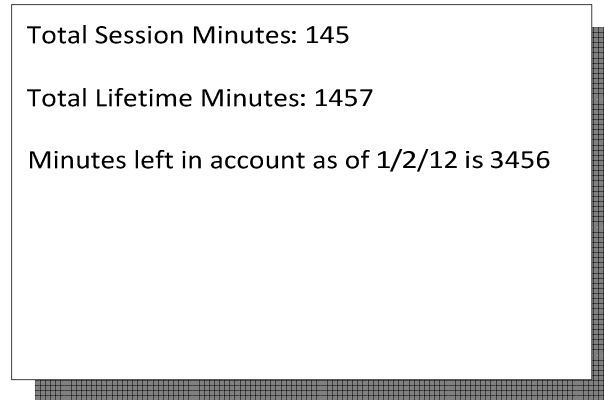 Total Session Minutes: 145
Total Lifetime Minutes: 1457
Minutes left in account as of 1/2/12 is 3456